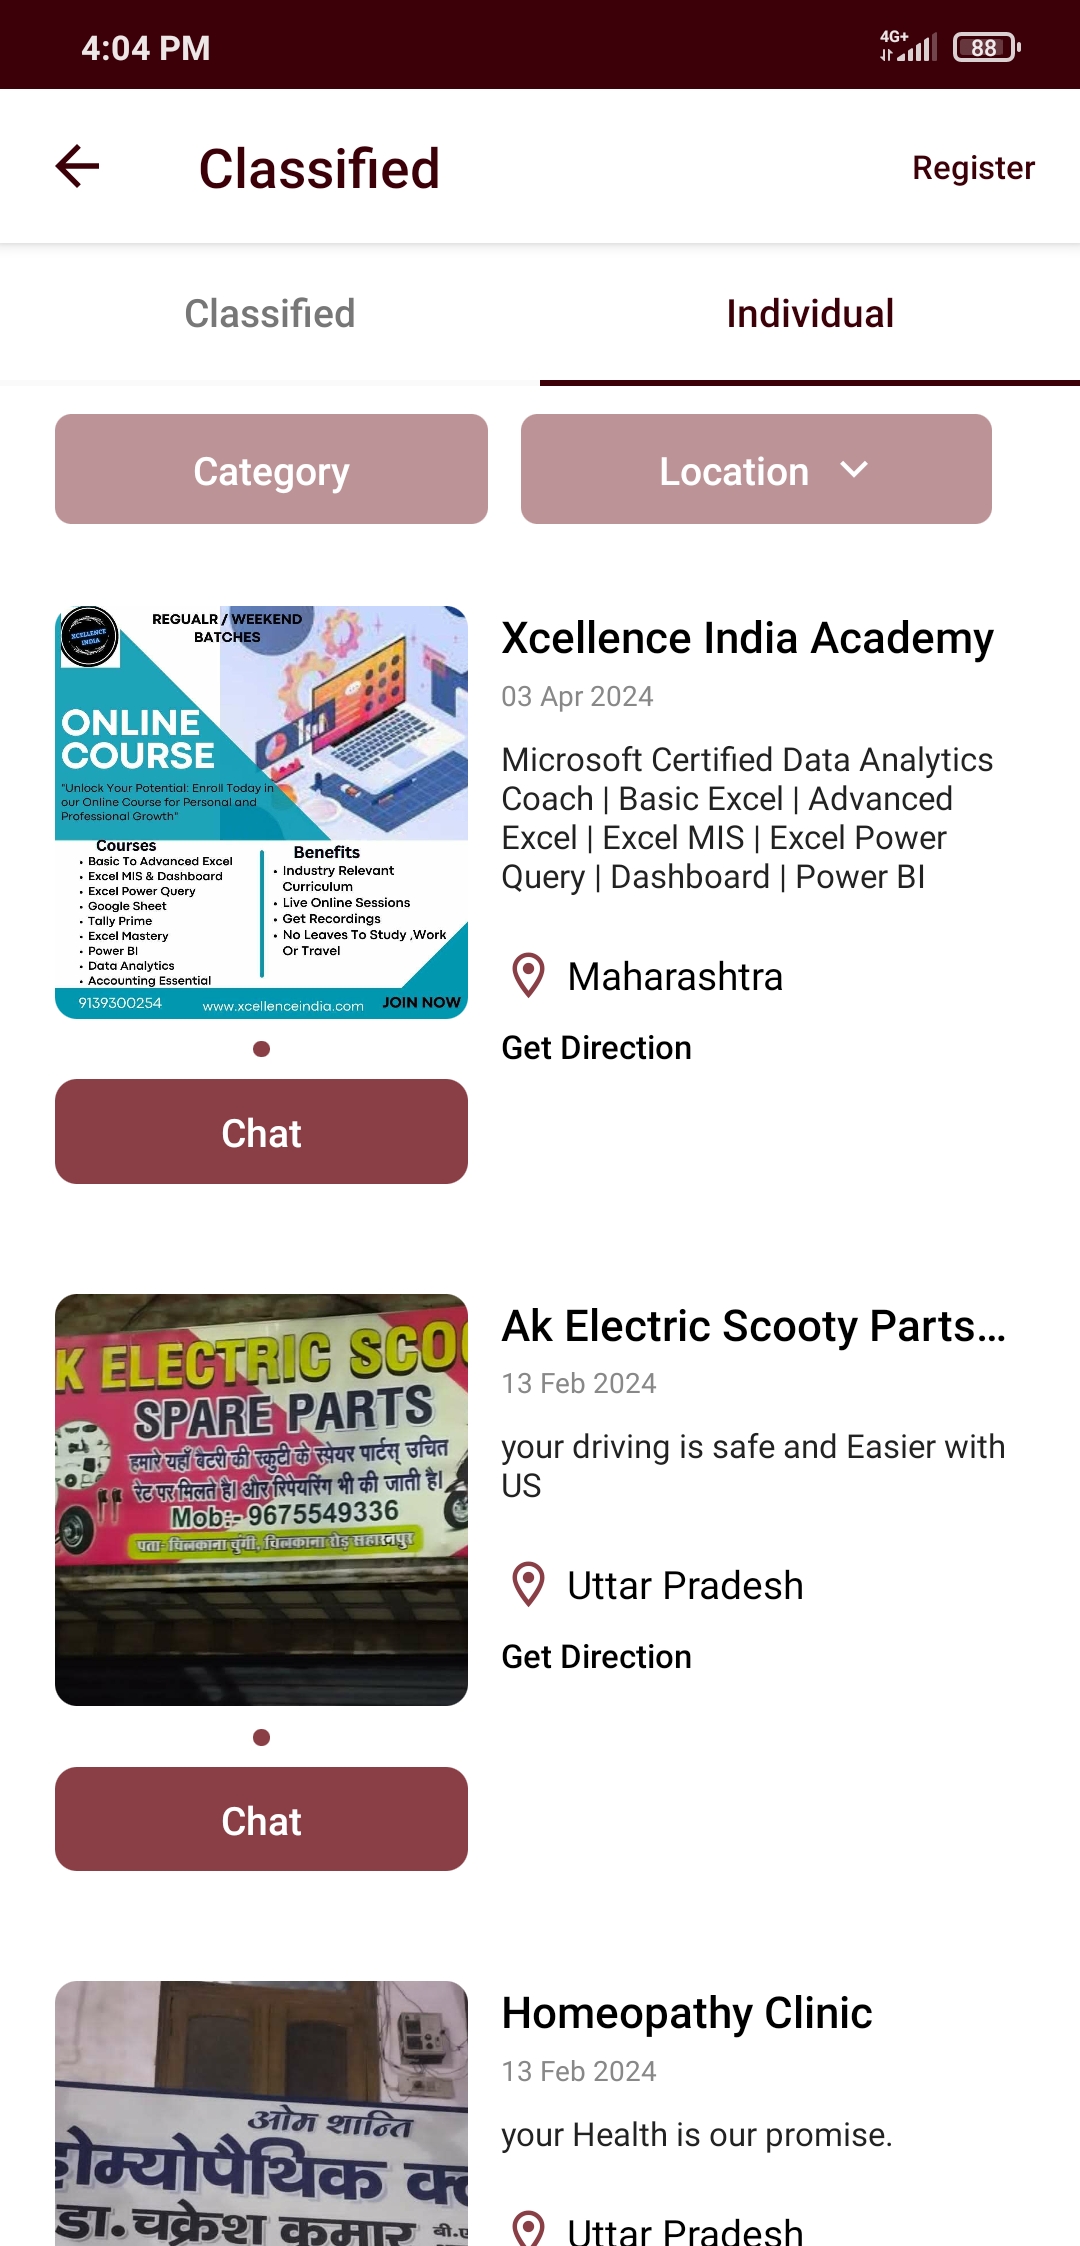 4:04 PM
4G+
88
Classified
Register
Classified
Individual
Category
Location
XCELLENCE
INDIA
REGUALR / WEEKEND
BATCHES
ONLINE
COURSE
"Unlock Your Potential: Enroll Today in
our Online Course for Personal and
Professional Growth"
Courses
• Basic To Advanced Excel
• Excel MIS & Dashboard
• Excel Power Query
• Google Sheet
• Tally Prime
• Excel Mastery
• Power BI
• Data Analytics
• Accounting Essential
Benefits
• Industry Relevant
Curriculum
• Live Online Sessions
• Get Recordings
• No Leaves To Study ,Work
Or Travel
9139300254
www.xcellenceindia.com
JOIN NOW
Xcellence India Academy
03 Apr 2024
Microsoft Certified Data Analytics
Coach | Basic Excel | Advanced
Excel | Excel MIS | Excel Power
Query | Dashboard | Power BI
Maharashtra
Get Direction
Chat
K ELECTRIC SCOO
SPARE PARTS
हमारे यहाँ बैटरी की स्कुटी के स्पेयर पार्टस् उचित
रेट पर मिलते है। और रिपेयरिंग भी की जाती है।
Mob:- 9675549336
पता- चिलकाना चुंगी, चिलकाना रोड़ सहारनपुर
Ak Electric Scooty Parts...
13 Feb 2024
your driving is safe and Easier with
US
Uttar Pradesh
Get Direction
Chat
ओम शान्ति
होम्योपैथिक क्ल
डा. चक्रेश कुमार
बी.ए
Homeopathy Clinic
13 Feb 2024
your Health is our promise.
Uttar Pradesh